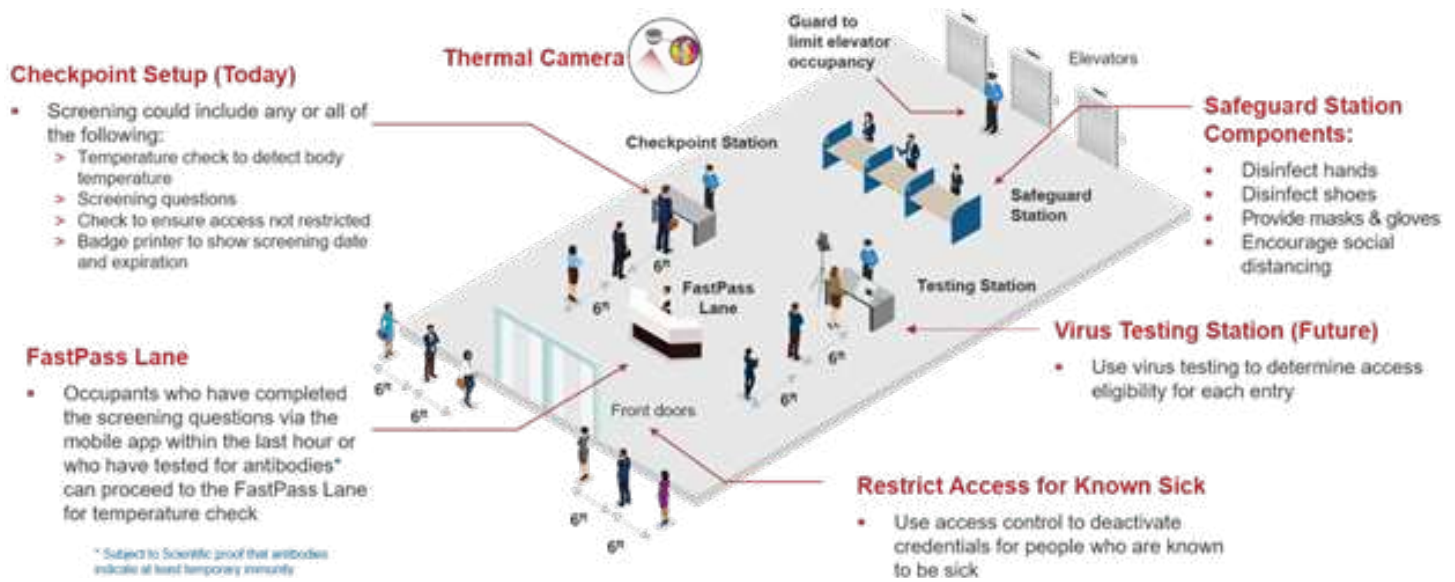 Thermal Camera
Guard to
limit elevator
occupancy
Elevators
Checkpoint Setup (Today)
• Screening could include any or all of
the following:
> Temperature check to detect body
temperature
> Screening questions
> Check to ensure access not restricted
> Badge printer to show screening date
and expiration
Checkpoint Station
Safeguard Station
Components:
• Disinfect hands
• Disinfect shoes
• Provide masks & gloves
• Encourage social
distancing
Safeguard
Station
6ft
6ft
FastPass
Lane
Testing Station
6ft
6ft
Virus Testing Station (Future)
• Use virus testing to determine access
eligibility for each entry
FastPass Lane
• Occupants who have completed
the screening questions via the
mobile app within the last hour or
who have tested for antibodies*
can proceed to the FastPass Lane
for temperature check
* Subject to Scientific proof that antibodies
indicate at least temporary immunity
6ft
6ft
Front doors
6ft
6ft
Restrict Access for Known Sick
• Use access control to deactivate
credentials for people who are known
to be sick